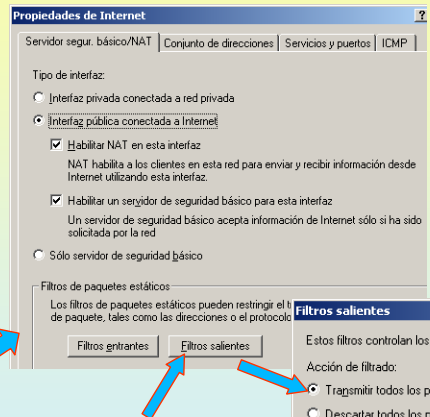 Propiedades de Internet
?
Servidor segur. básico/NAT
Conjunto de direcciones
Servicios y puertos
ICMP
Tipo de interfaz:
Interfaz privada conectada a red privada
Interfaz pública conectada a Internet
Habilitar NAT en esta interfaz
NAT habilita a los clientes en esta red para enviar y recibir información desde
Internet utilizando esta interfaz.
Habilitar un servidor de seguridad básico para esta interfaz
Un servidor de seguridad básico acepta información de Internet sólo si ha sido
solicitada por la red
Sólo servidor de seguridad básico
Filtros de paquetes estáticos
Los filtros de paquetes estáticos pueden restringir el
de paquete, tales como las direcciones o el protocolo
Filtros entrantes
Filtros salientes
Filtros salientes
Estos filtros controlan los
Acción de filtrado:
Transmitir todos los p
Descartar todos los p